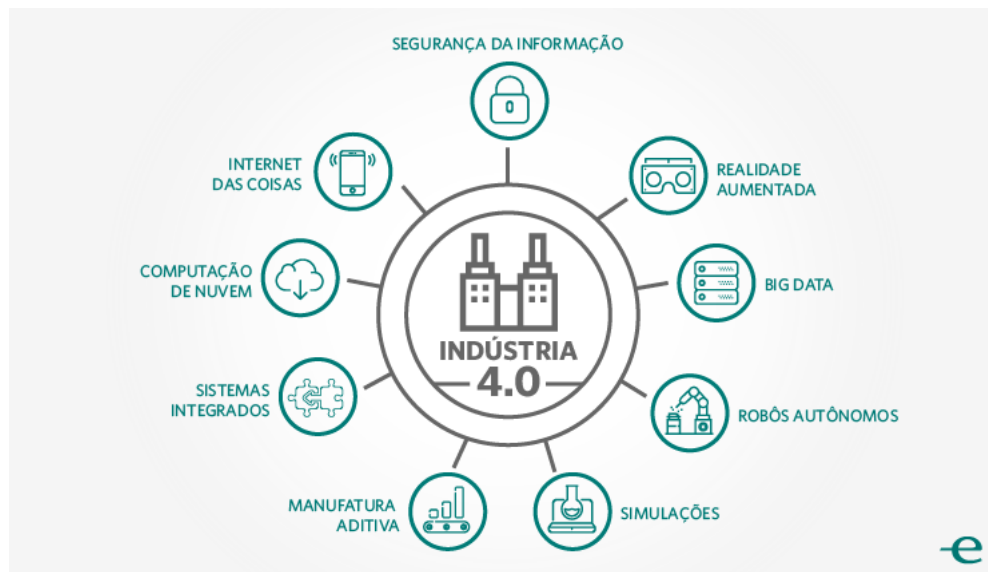 SEGURANÇA DA INFORMAÇÃO
INTERNET
DAS COISAS
REALIDADE
AUMENTADA
COMPUTAÇÃO
DE NUVEM
BIG DATA
INDÚSTRIA
4.0
SISTEMAS
INTEGRADOS
ROBÔS AUTÔNOMOS
MANUFATURA
ADITIVA
SIMULAÇÕES
e